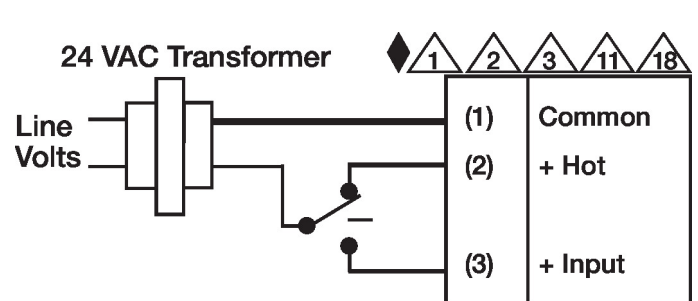 24 VAC Transformer
1 2 3 11 18
Line
Volts
(1) Common
(2) + Hot
(3) + Input